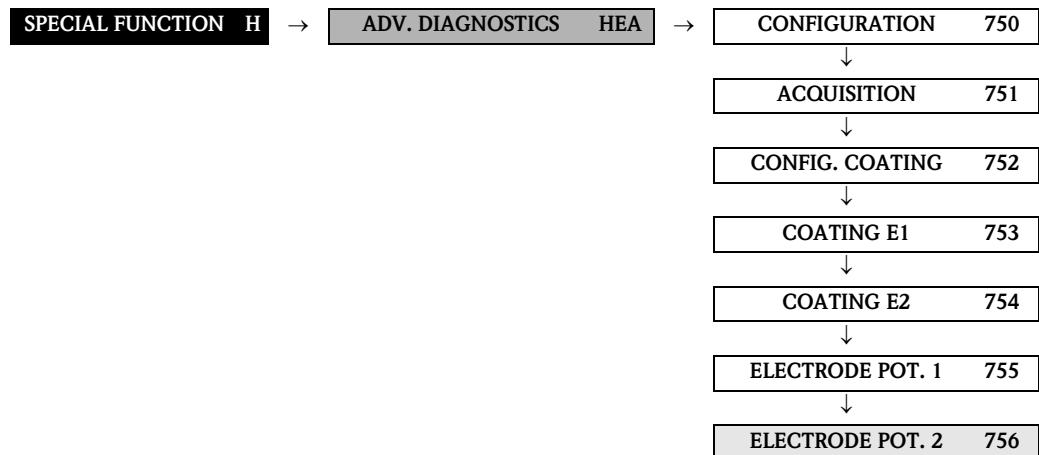 SPECIAL FUNCTION H → ADV. DIAGNOSTICS HEA → CONFIGURATION 750
↓
ACQUISITION 751
↓
CONFIG. COATING 752
↓
COATING E1 753
↓
COATING E2 754
↓
ELECTRODE POT. 1 755
↓
ELECTRODE POT. 2 756